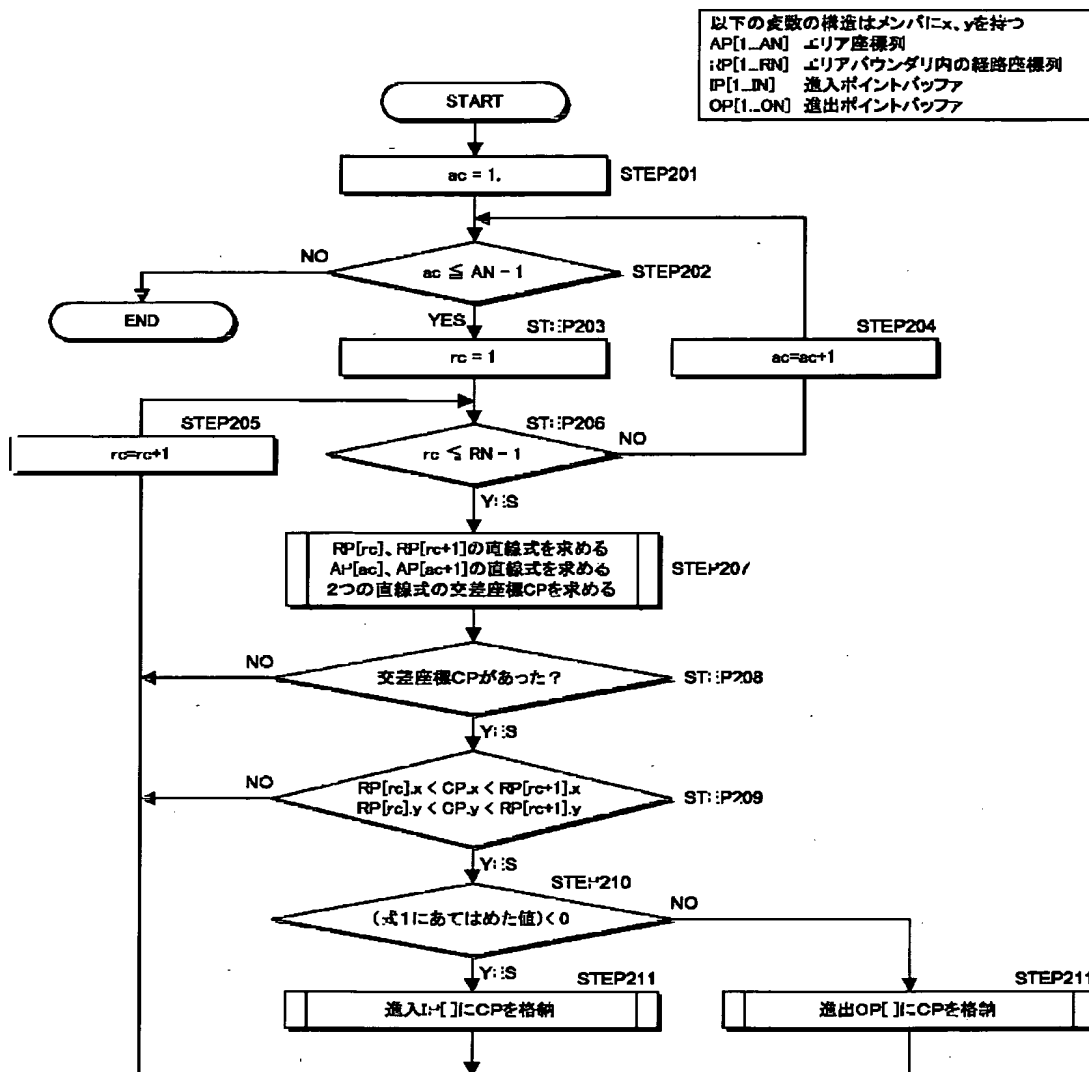 以下の変数の構造はメンバにx、yを持つ
AP[1...AN] エリア座標列
RP[1...RN] エリアバウンダリ内の経路座標列
IP[1...IN] 進入ポイントバッファ
OP[1...ON] 進出ポイントバッファ
START
ac = 1.
STEP201
NO
ac ≦ AN - 1
STEP202
END
YES
STEP203
STEP204
rc = 1
ac=ac+1
STEP205
STEP206
rc=rc+1
rc ≦ RN - 1
NO
YES
RP[rc]、RP[rc+1]の直線式を求める
AP[ac]、AP[ac+1]の直線式を求める
2つの直線式の交差座標CPを求める
STEP207
NO
交差座標CPがあった?
STEP208
YES
NO
RP[rc].x < CP.x < RP[rc+1].x
RP[rc].y < CP.y < RP[rc+1].y
STEP209
YES
STEP210
(式1にあてはめた値)<0
NO
YES
STEP211
STEP211
進入IP[ ]にCPを格納
進出OP[ ]にCPを格納